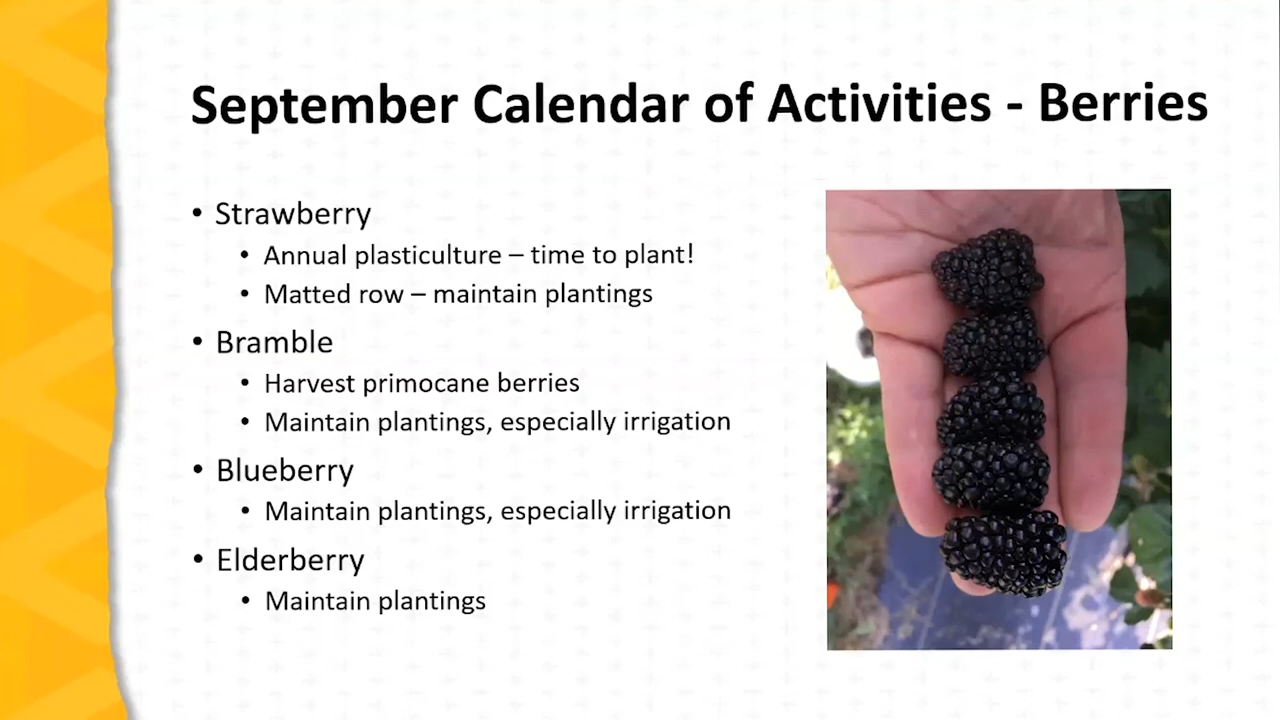 September Calendar of Activities - Berries
• Strawberry
• Annual plasticulture – time to plant!
• Matted row – maintain plantings
• Bramble
• Harvest primocane berries
• Maintain plantings, especially irrigation
• Blueberry
• Maintain plantings, especially irrigation
• Elderberry
• Maintain plantings